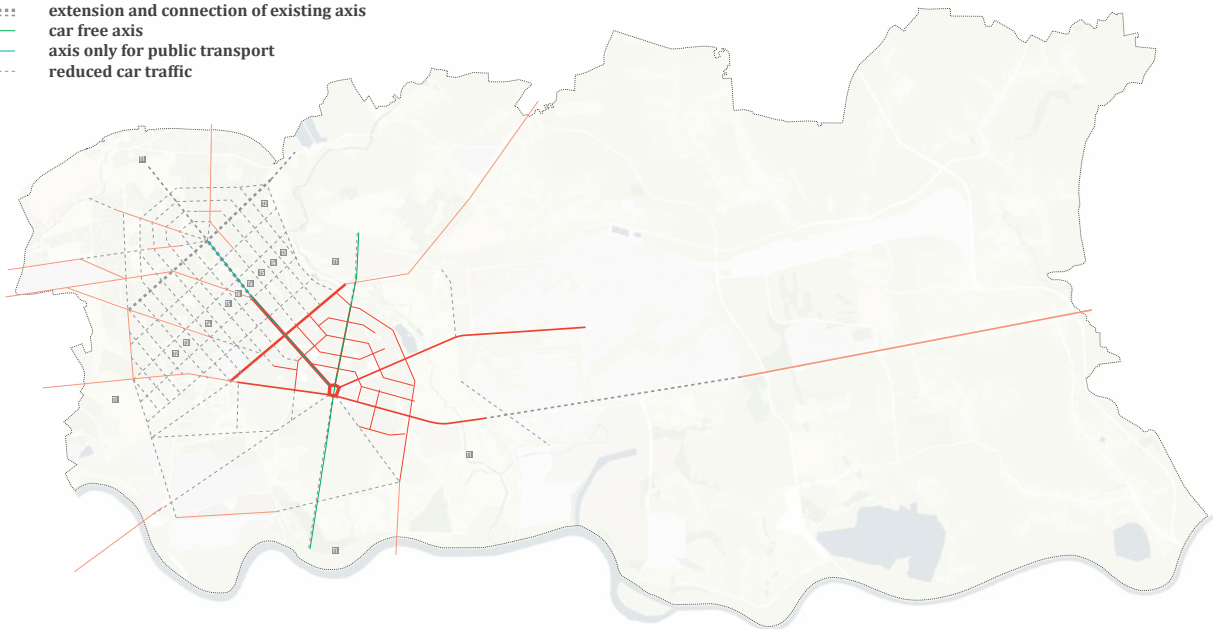 extension and connection of existing axis
car free axis
axis only for public transport
reduced car traffic